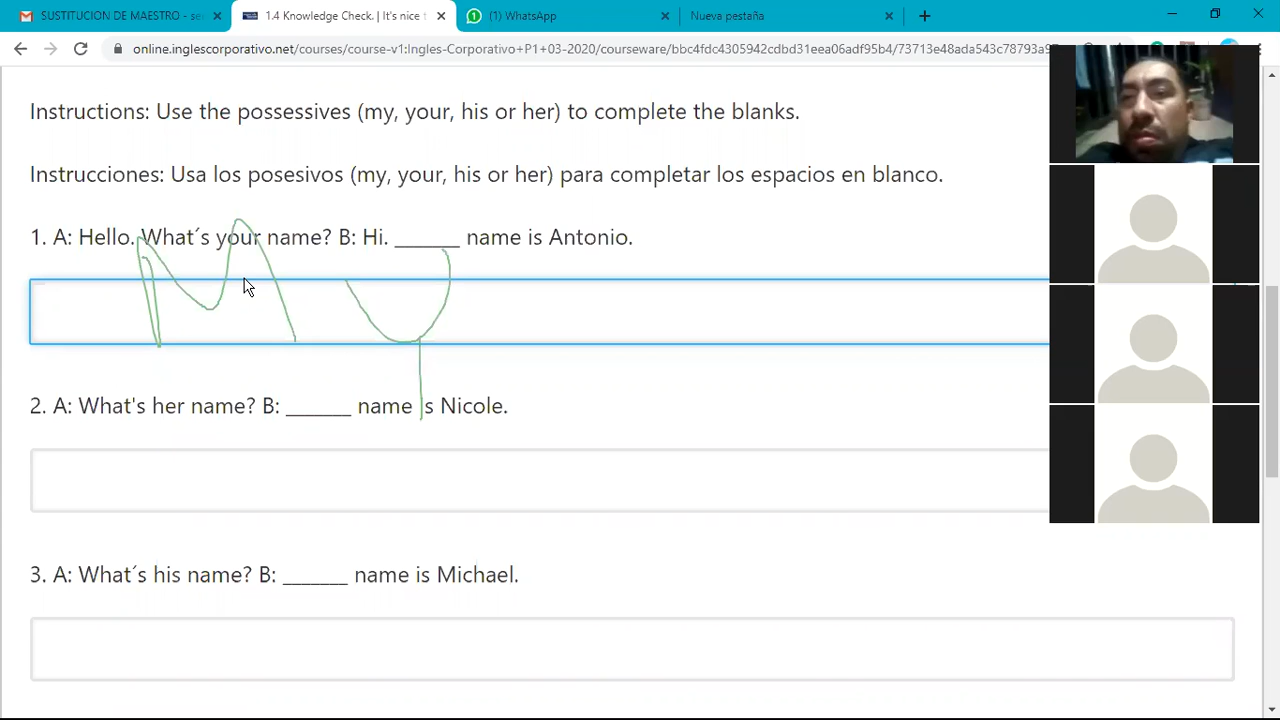 SUSTITUCION DE MAESTRO - se
1.4 Knowledge Check. | It's nice t
(1) WhatsApp
Nueva pestaña
online.inglescorporativo.net/courses/course-v1:Ingles-Corporativo+P1+03-2020/courseware/bbc4fdc4305942cdbd31eea06adf95b4/73713e48ada543c78793a9
Instructions: Use the possessives (my, your, his or her) to complete the blanks.
Instrucciones: Usa los posesivos (my, your, his or her) para completar los espacios en blanco.
1. A: Hello. What´s your name? B: Hi. _______ name is Antonio.
My
2. A: What's her name? B: _______ name is Nicole.
3. A: What´s his name? B: _______ name is Michael.